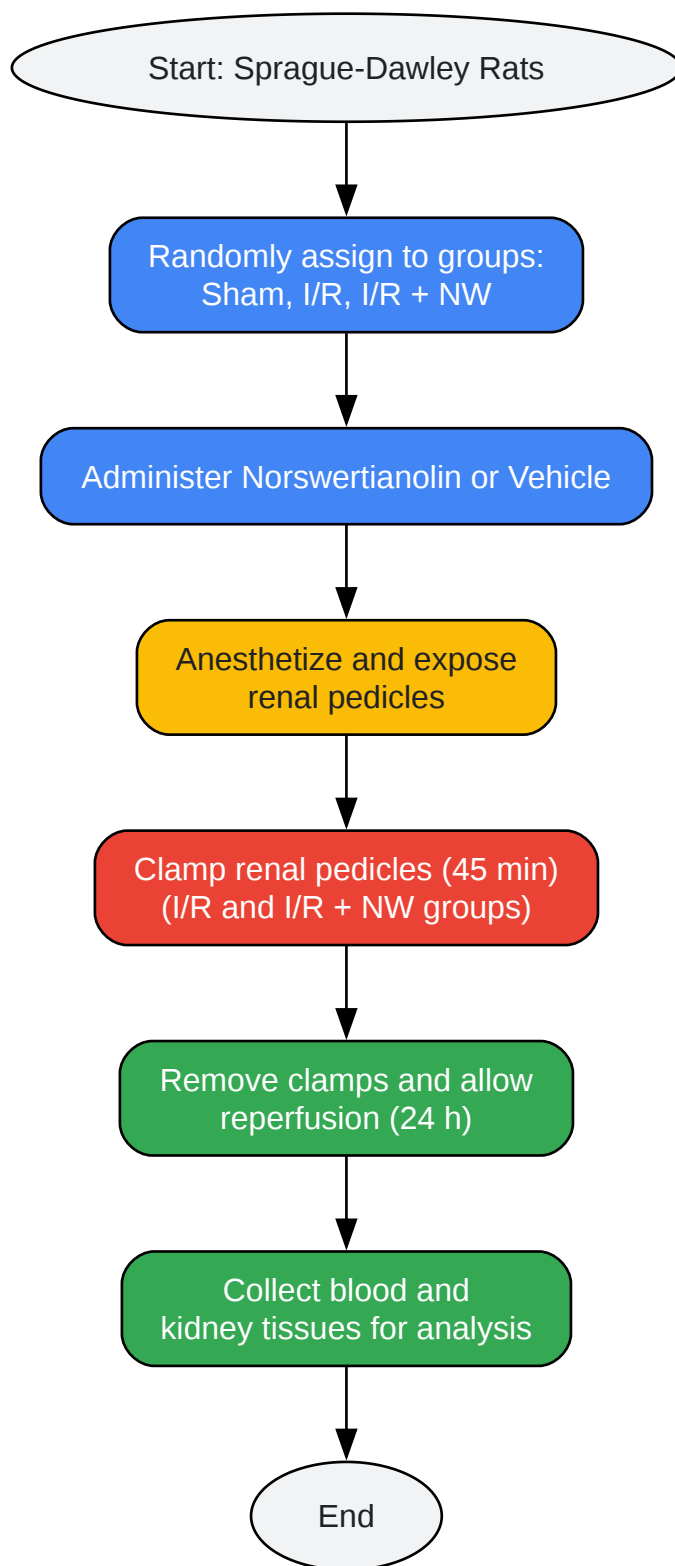 Start: Sprague-Dawley Rats
Randomly assign to groups:
Sham, I/R, I/R + NW
Administer Norswertianolin or Vehicle
Anesthetize and expose
renal pedicles
Clamp renal pedicles (45 min)
(I/R and I/R + NW groups)
Remove clamps and allow
reperfusion (24 h)
Collect blood and
kidney tissues for analysis
End